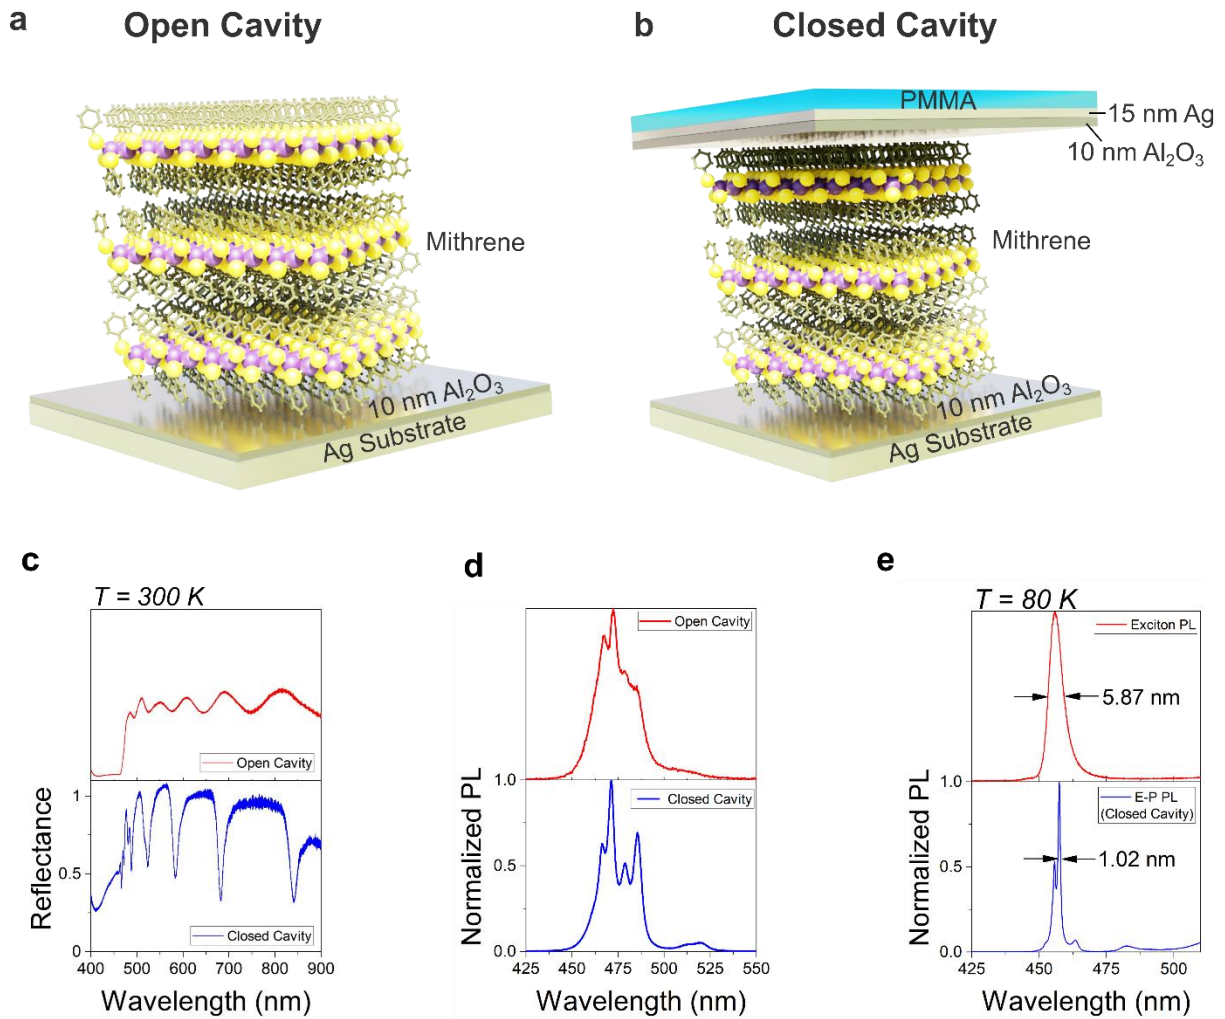 a
Open Cavity
b
Closed Cavity
PMMA
15 nm Ag
10 nm Al₂O₃
Mithrene
Mithrene
10 nm Al₂O₃
Ag Substrate
10 nm Al₂O₃
Ag Substrate
c
T = 300 K
Open Cavity
1
0.5
0
Closed Cavity
400 500 600 700 800 900
Reflectance
Wavelength (nm)
d
Open Cavity
1.0
0.5
0.0
Closed Cavity
425 450 475 500 525 550
Normalized PL
Wavelength (nm)
e
T = 80 K
Exciton PL
5.87 nm
1.0
0.5
0.0
E-P PL
(Closed Cavity)
1.02 nm
425 450 475 500
Normalized PL
Wavelength (nm)